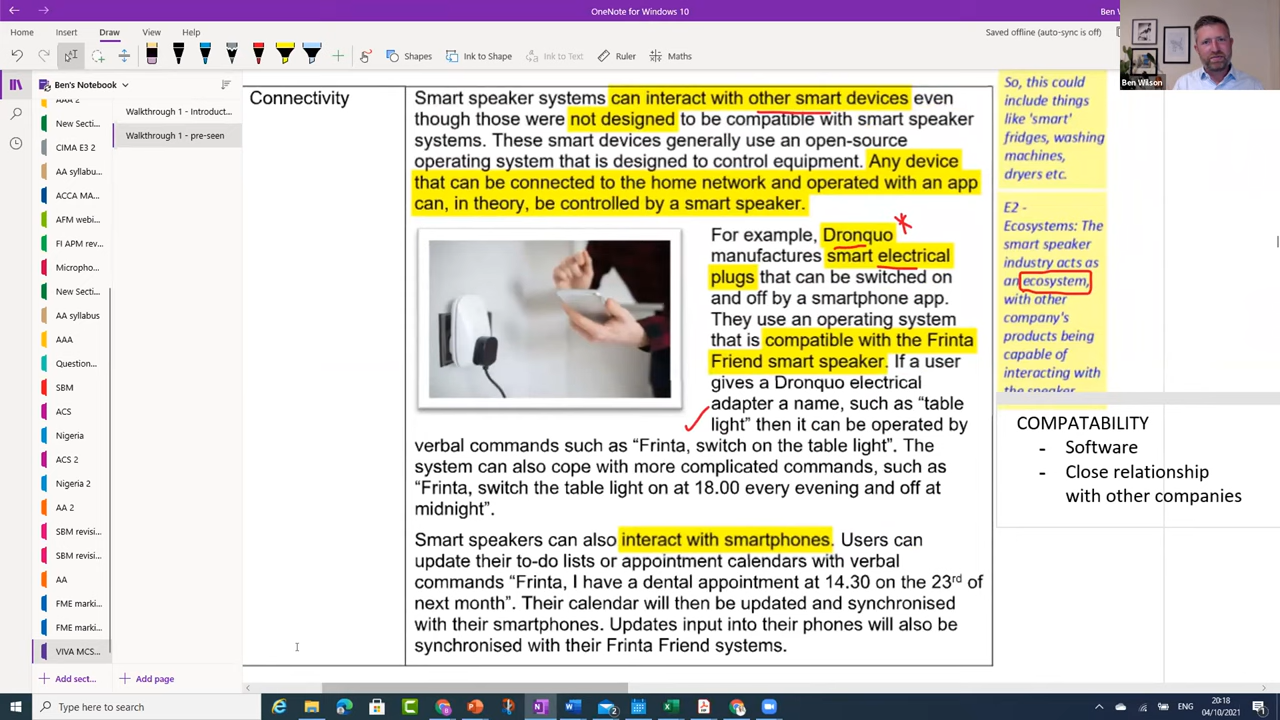 OneNote for Windows 10
Ben W
Home
Insert
Draw
View
Help
Saved offline (auto-sync is off)
Shapes
Ink to Shape
Ink to Text
Ruler
Maths
Ben Wilson
Ben's Notebook
AAA 2
New Secti...
CIMA E3 2
AA syllabu...
ACCA MA...
AFM webi...
FI APM rev...
Micropho...
New Secti...
AA syllabus
AAA
Question...
SBM
ACS
Nigeria
ACS 2
Nigeria 2
AA 2
SBM revisi...
SBM revisi...
AA
FME marki...
FME marki...
VIVA MCS...
Add sect...
Walkthrough 1 - Introduct...
Walkthrough 1 - pre-seen
Add page
Connectivity
Smart speaker systems can interact with other smart devices even
though those were not designed to be compatible with smart speaker
systems. These smart devices generally use an open-source
operating system that is designed to control equipment. Any device
that can be connected to the home network and operated with an app
can, in theory, be controlled by a smart speaker.
For example, Dronquo
manufactures smart electrical
plugs that can be switched on
and off by a smartphone app.
They use an operating system
that is compatible with the Frinta
Friend smart speaker. If a user
gives a Dronquo electrical
adapter a name, such as “table
light” then it can be operated by
verbal commands such as “Frinta, switch on the table light”. The
system can also cope with more complicated commands, such as
“Frinta, switch the table light on at 18.00 every evening and off at
midnight”.
Smart speakers can also interact with smartphones. Users can
update their to-do lists or appointment calendars with verbal
commands “Frinta, I have a dental appointment at 14.30 on the 23rd of
next month”. Their calendar will then be updated and synchronised
with their smartphones. Updates input into their phones will also be
synchronised with their Frinta Friend systems.
So, this could
include things
like 'smart'
fridges, washing
machines,
dryers etc.
E2 -
Ecosystems: The
smart speaker
industry acts as
an ecosystem,
with other
company's
products being
capable of
interacting with
the speaker
COMPATABILITY
- Software
- Close relationship
with other companies
Type here to search
20:18
04/10/2021